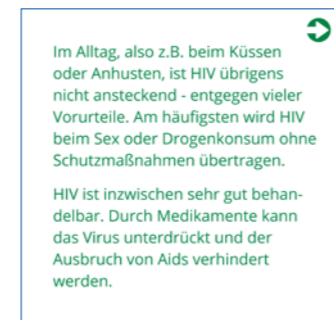 Im Alltag, also z.B. beim Küssen
oder Anhusten, ist HIV übrigens
nicht ansteckend - entgegen vieler
Vorurteile. Am häufigsten wird HIV
beim Sex oder Drogenkonsum ohne
Schutzmaßnahmen übertragen.
HIV ist inzwischen sehr gut behan-
delbar. Durch Medikamente kann
das Virus unterdrückt und der
Ausbruch von Aids verhindert
werden.